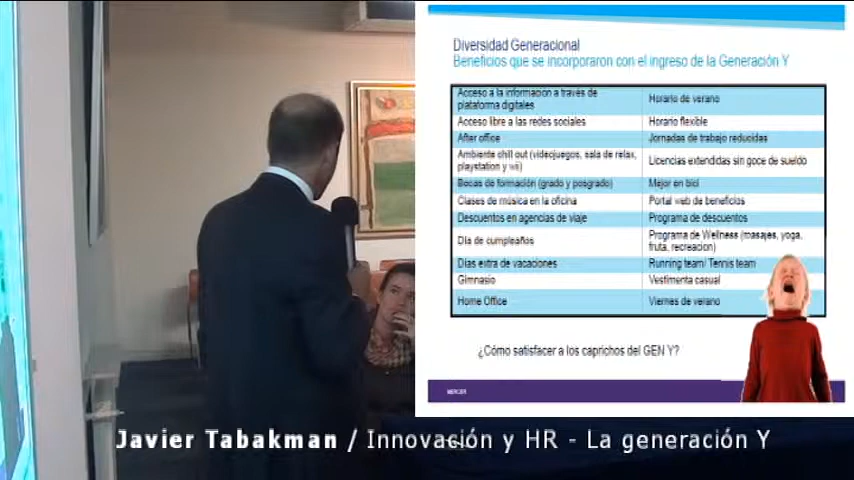 Diversidad Generacional
Beneficios que se incorporaron con el ingreso de la Generación Y
Acceso a la informacion a través de
plataforma digitales
Horario de verano
Acceso libre a las redes sociales
Horario flexible
After office
Jornadas de trabajo reducidas
Ambiente chill out (videojuegos, sala de relax,
playstation y wii)
Licencias extendidas sin goce de sueldo
Becas de formación (grado y posgrado)
Mejor en bici
Clases de música en la oficina
Portal web de beneficios
Descuentos en agencias de viaje
Programa de descuentos
Día de cumpleaños
Programa de Wellness (masajes, yoga,
fruta, recreacion)
Días extra de vacaciones
Running team/ Tennis team
Gimnasio
Vestimenta casual
Home Office
Viernes de verano
¿Cómo satisfacer a los caprichos del GEN Y?
MERCER
Javier Tabakman / Innovación y HR - La generación Y